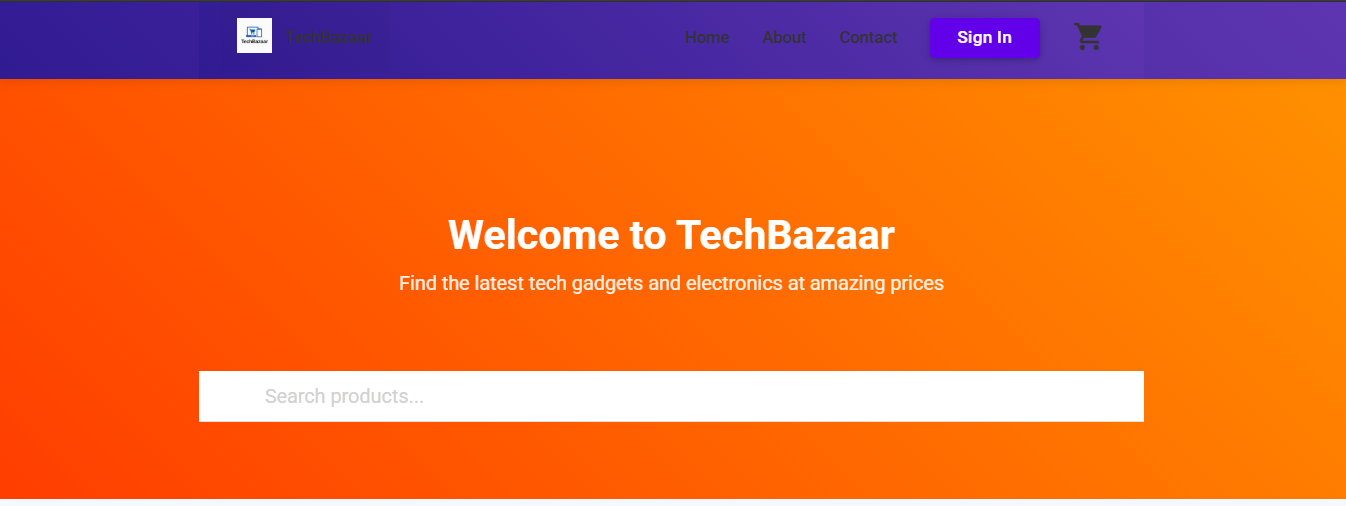 TechBazaar
TechBazaar
Home About Contact Sign In
Welcome to TechBazaar
Find the latest tech gadgets and electronics at amazing prices
Search products...